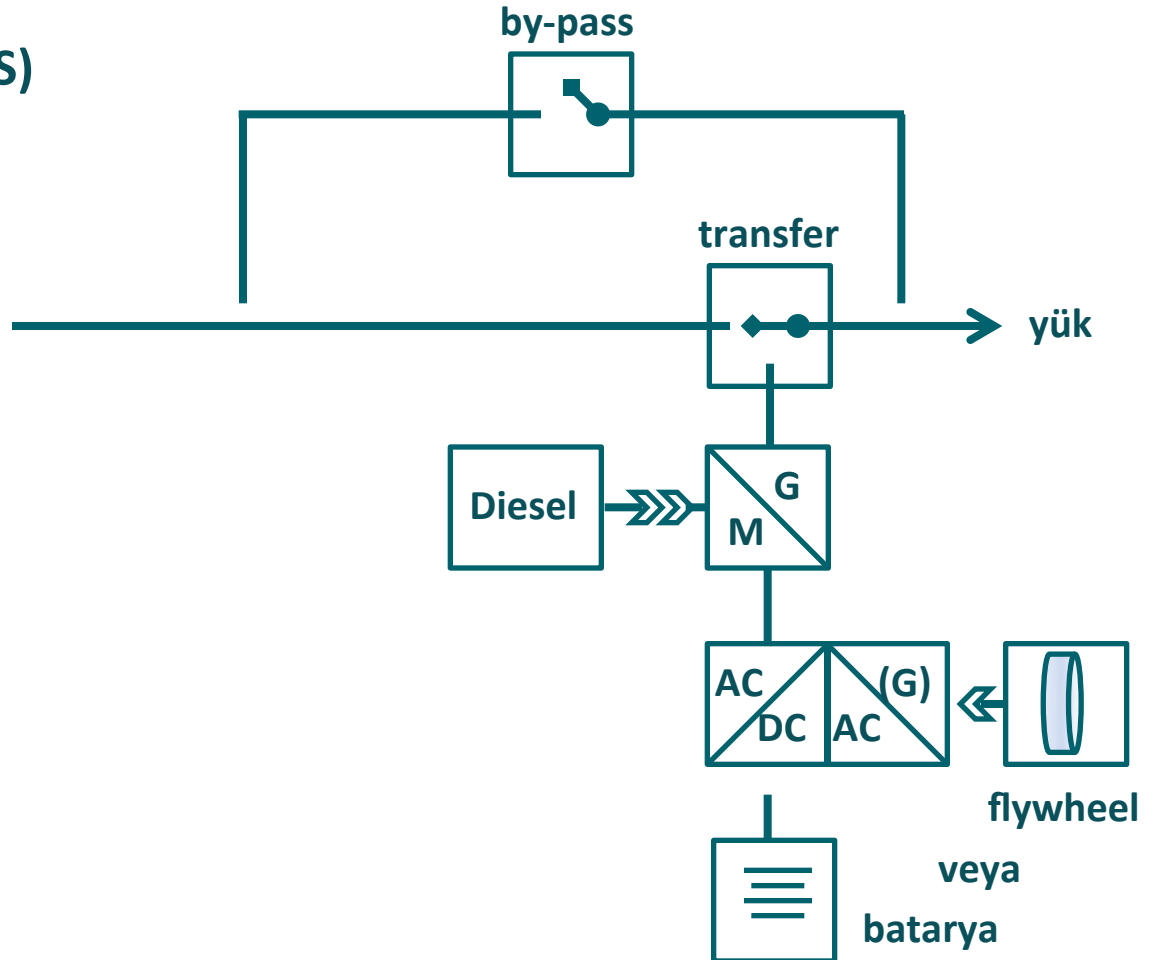 by-pass
S)
transfer
yük
Diesel
G
M
AC
DC
(G)
AC
flywheel
veya
batarya